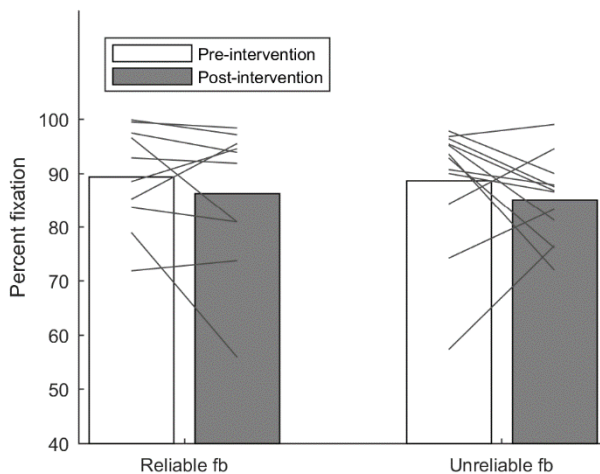 Pre-intervention
Post-intervention
100
90
80
70
60
50
40
Percent fixation
Reliable fb
Unreliable fb